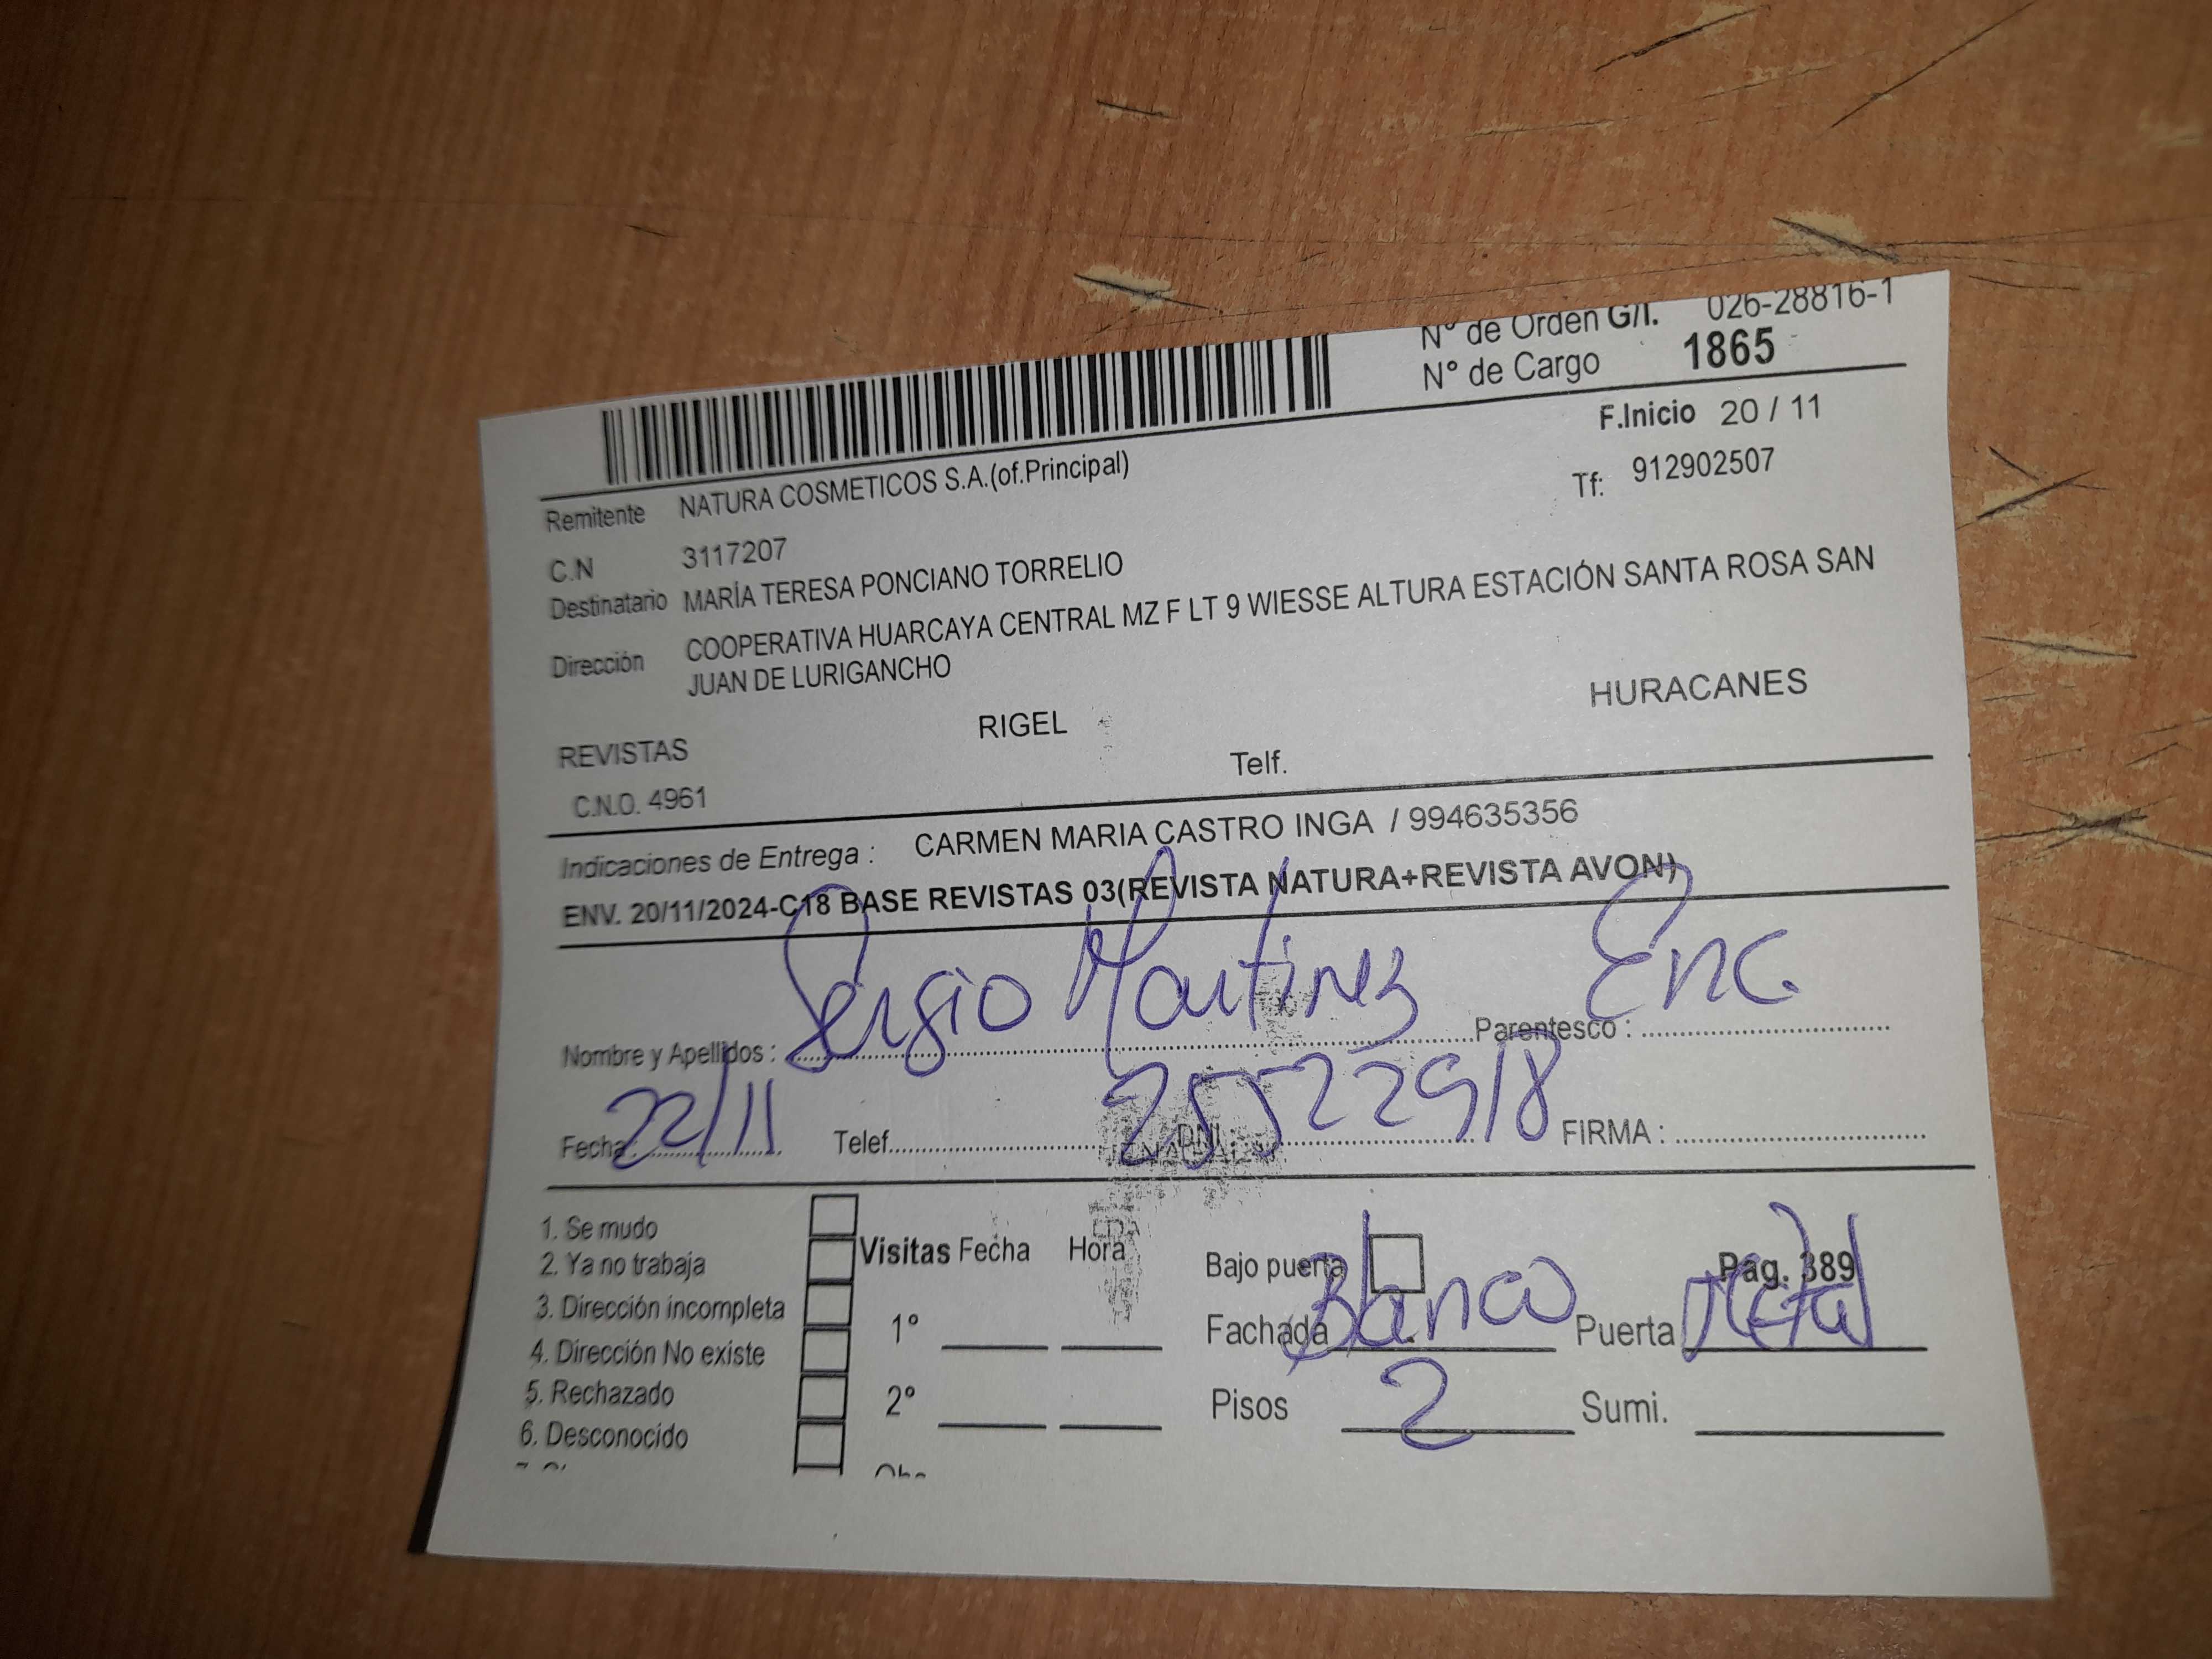 N° de Orden G/I. 026-28816-1
N° de Cargo 1865
F.Inicio 20 / 11
Remitente NATURA COSMETICOS S.A.(of.Principal)
Tf: 912902507
C.N 3117207
Destinatario MARÍA TERESA PONCIANO TORRELIO
Dirección COOPERATIVA HUARCAYA CENTRAL MZ F LT 9 WIESSE ALTURA ESTACIÓN SANTA ROSA SAN
JUAN DE LURIGANCHO
REVISTAS RIGEL HURACANES
C.N.O. 4961 Telf.
Indicaciones de Entrega : CARMEN MARIA CASTRO INGA / 994635356
ENV. 20/11/2024-C18 BASE REVISTAS 03(REVISTA NATURA+REVISTA AVON)
Nombre y Apellidos : Sergio Martinez Parentesco : Enc.
Fecha 22/11 Telef. DNI 25522918 FIRMA :
1. Se mudo
2. Ya no trabaja
3. Dirección incompleta
4. Dirección No existe
5. Rechazado
6. Desconocido
Visitas Fecha Hora
1°
2°
Bajo puerta Pag. 389
Fachada Blanco Puerta Metal
Pisos 2 Sumi.